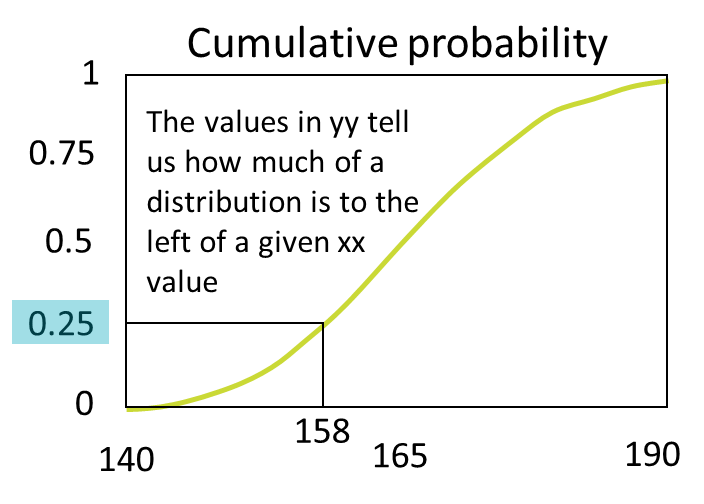 Cumulative probability
1
The values in yy tell
us how much of a
distribution is to the
left of a given xx
value
0.75
0.5
0.25
0
158
140
165
190